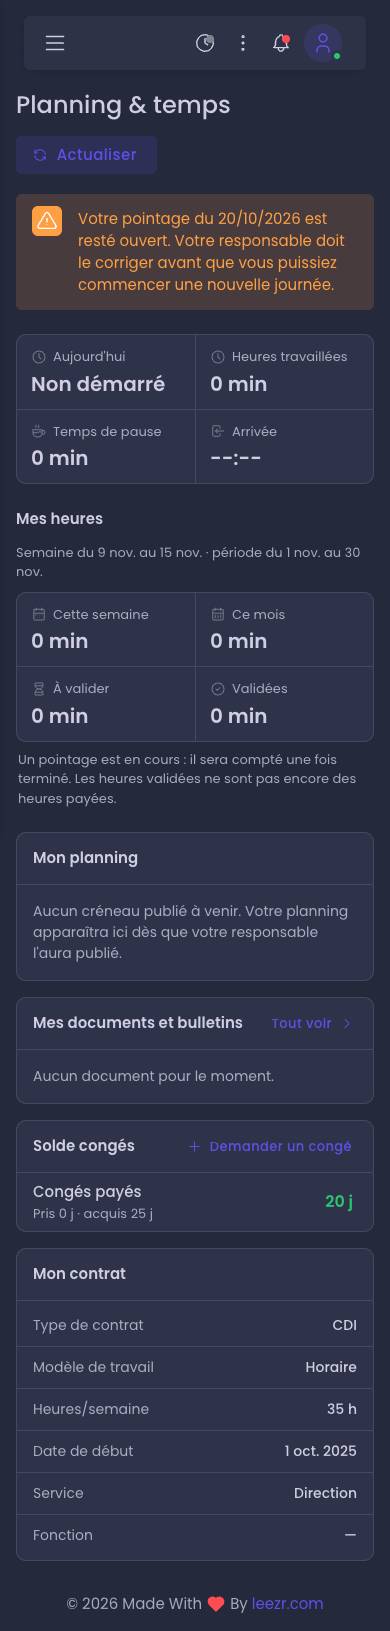 Planning & temps
Actualiser
Votre pointage du 20/10/2026 est
resté ouvert. Votre responsable doit
le corriger avant que vous puissiez
commencer une nouvelle journée.
Aujourd'hui
Non démarré
Heures travaillées
0 min
Temps de pause
0 min
Arrivée
--:--
Mes heures
Semaine du 9 nov. au 15 nov. · période du 1 nov. au 30
nov.
Cette semaine
0 min
Ce mois
0 min
À valider
0 min
Validées
0 min
Un pointage est en cours : il sera compté une fois
terminé. Les heures validées ne sont pas encore des
heures payées.
Mon planning
Aucun créneau publié à venir. Votre planning
apparaîtra ici dès que votre responsable
l'aura publié.
Mes documents et bulletins
Tout voir
Aucun document pour le moment.
Solde congés
Demander un congé
Congés payés
Pris 0 j · acquis 25 j
20 j
Mon contrat
Type de contrat CDI
Modèle de travail Horaire
Heures/semaine 35 h
Date de début 1 oct. 2025
Service Direction
Fonction —
© 2026 Made With ❤ By leezr.com